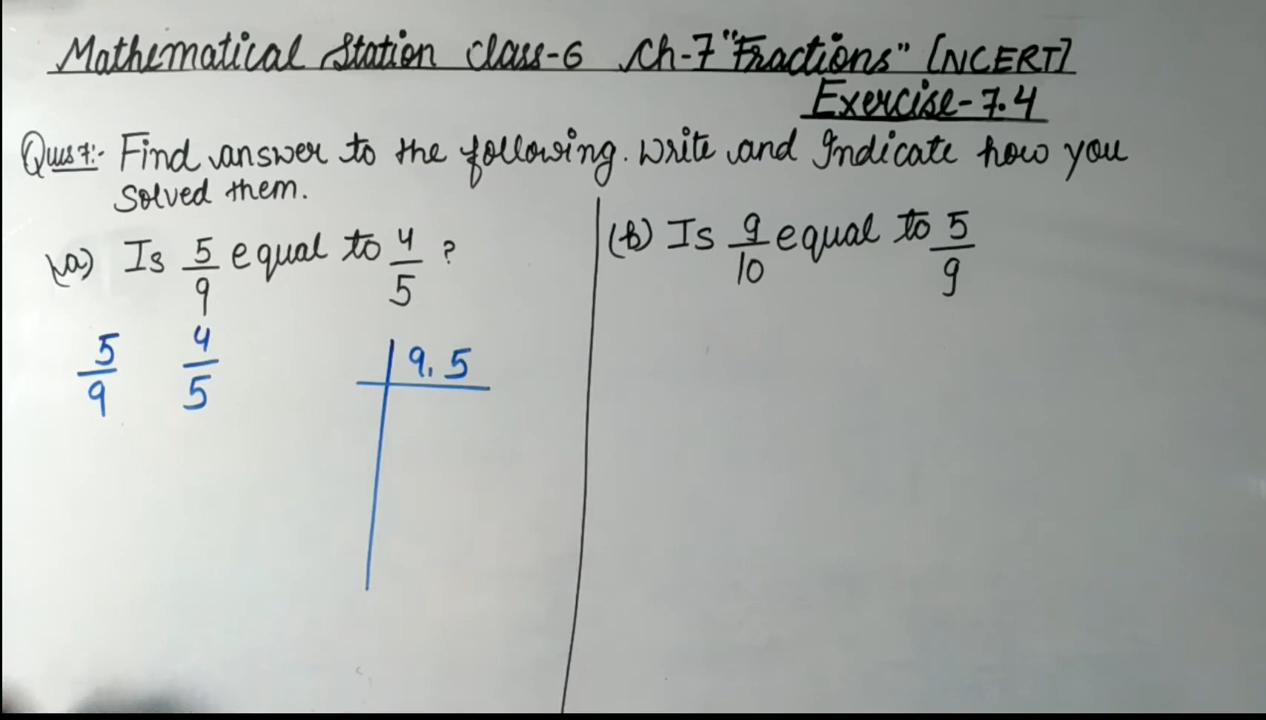 Mathematical Station Class-6 Ch-7 "Fractions" [NCERT]
Exercise-7.4
Ques 7:- Find answer to the following. Write and Indicate how you
Solved them.
(a) Is 5/9 equal to 4/5 ?
5/9 4/5
9, 5
(b) Is 9/10 equal to 5/9